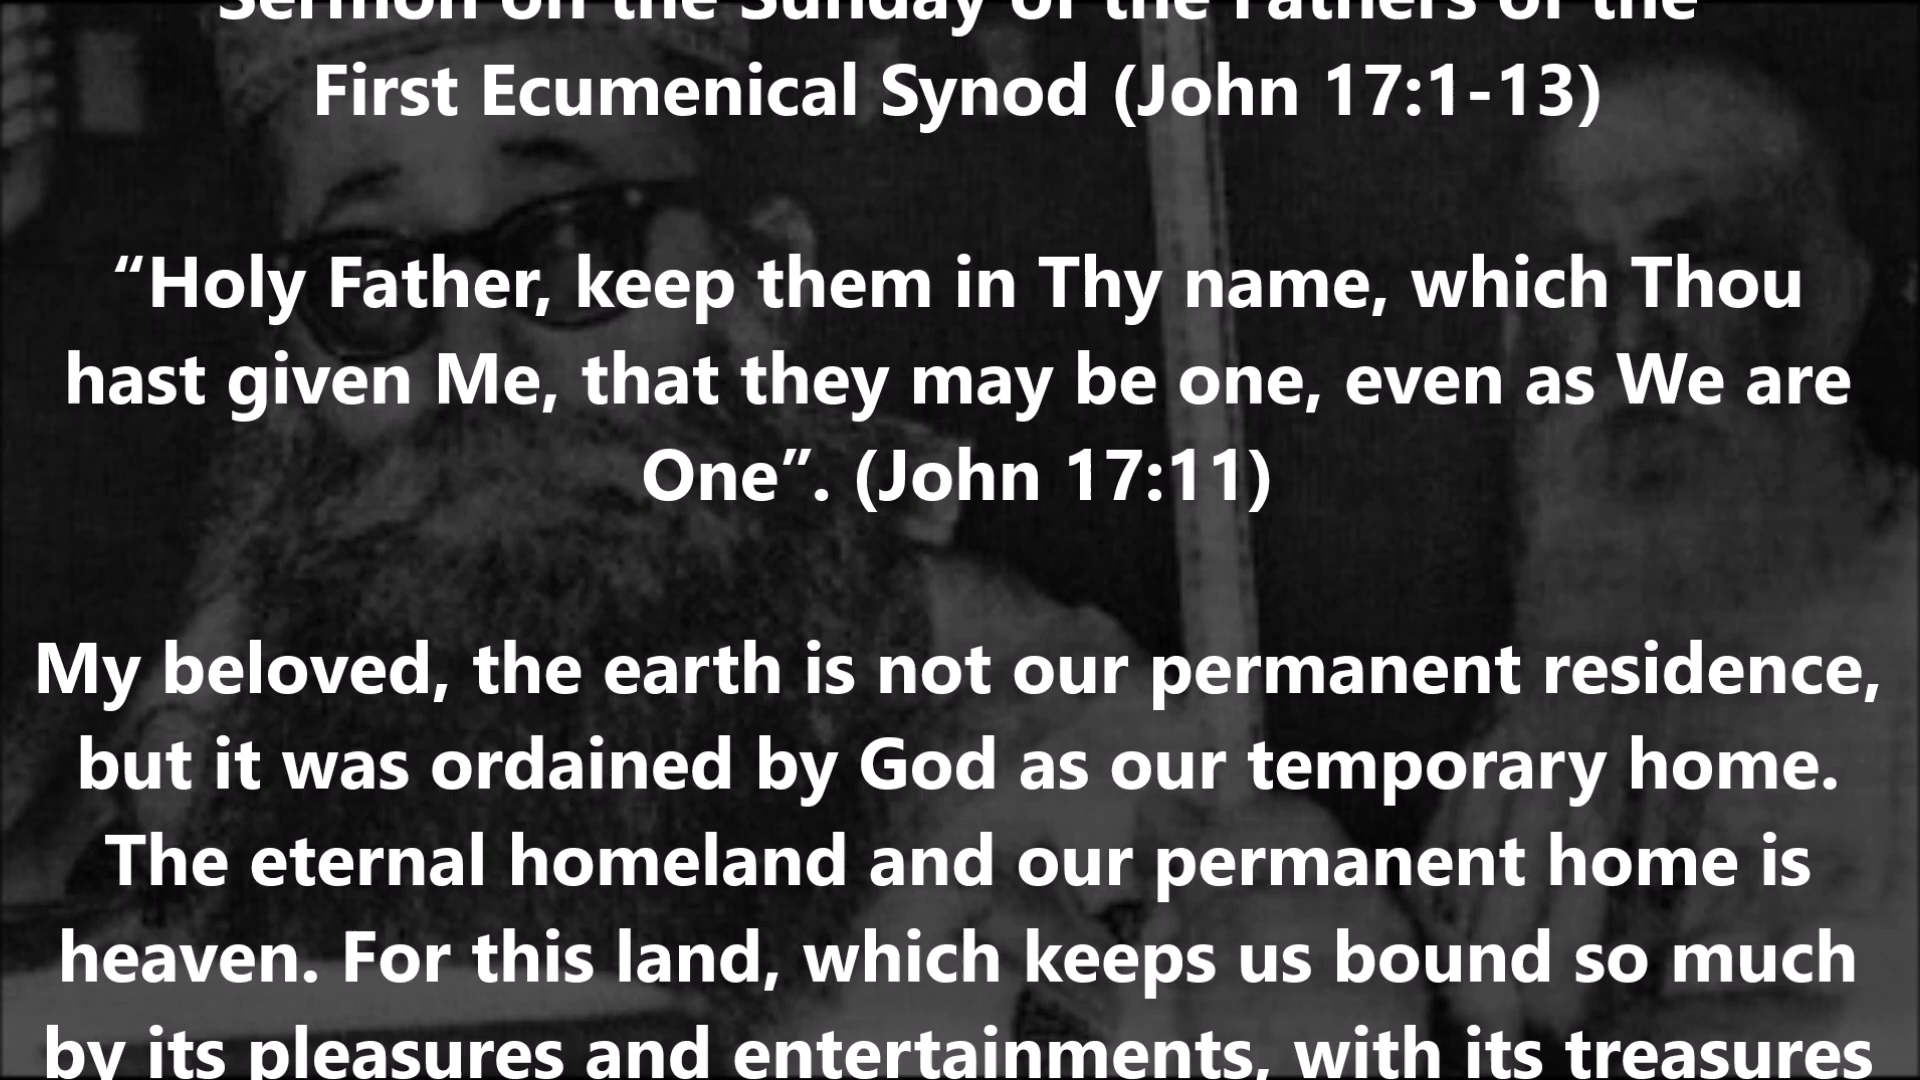 Sermon on the Sunday of the Fathers of the
First Ecumenical Synod (John 17:1-13)
“Holy Father, keep them in Thy name, which Thou
hast given Me, that they may be one, even as We are
One”. (John 17:11)
My beloved, the earth is not our permanent residence,
but it was ordained by God as our temporary home.
The eternal homeland and our permanent home is
heaven. For this land, which keeps us bound so much
by its pleasures and entertainments, with its treasures